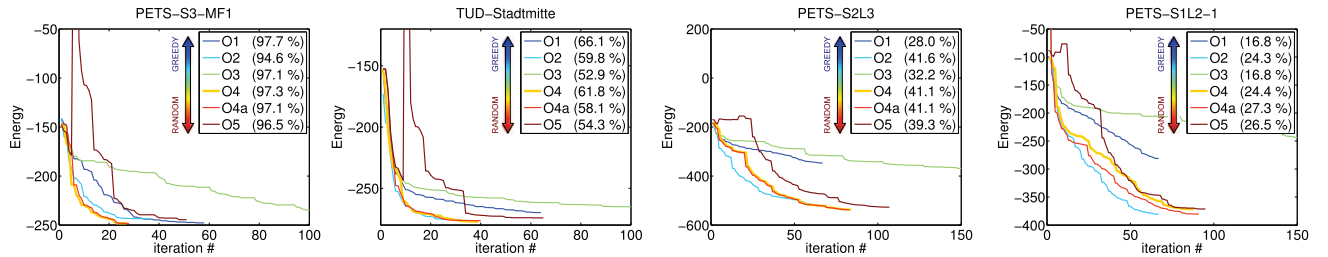 PETS-S3-MF1
Energy
−50
−100
−150
−200
−250
0 20 40 60 80 100
iteration #
GREEDY
RANDOM
O1 (97.7 %)
O2 (94.6 %)
O3 (97.1 %)
O4 (97.3 %)
O4a (97.1 %)
O5 (96.5 %)
TUD-Stadtmitte
Energy
−150
−200
−250
0 20 40 60 80 100
iteration #
GREEDY
RANDOM
O1 (66.1 %)
O2 (59.8 %)
O3 (52.9 %)
O4 (61.8 %)
O4a (58.1 %)
O5 (54.3 %)
PETS-S2L3
Energy
200
0
−200
−400
−600
0 50 100 150
iteration #
GREEDY
RANDOM
O1 (28.0 %)
O2 (41.6 %)
O3 (32.2 %)
O4 (41.1 %)
O4a (41.1 %)
O5 (39.3 %)
PETS-S1L2-1
Energy
−50
−100
−150
−200
−250
−300
−350
−400
0 50 100 150
iteration #
GREEDY
RANDOM
O1 (16.8 %)
O2 (24.3 %)
O3 (16.8 %)
O4 (24.4 %)
O4a (27.3 %)
O5 (26.5 %)